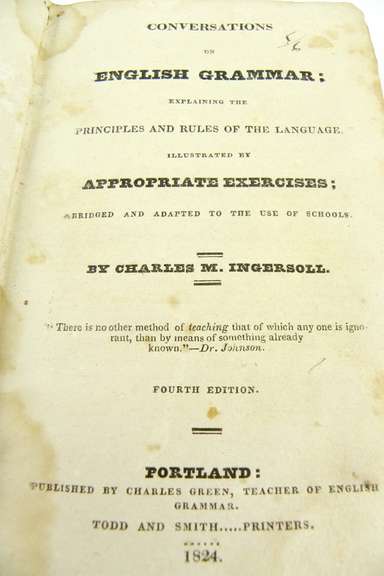 CONVERSATIONS
ON
ENGLISH GRAMMAR;
EXPLAINING THE
PRINCIPLES AND RULES OF THE LANGUAGE.
ILLUSTRATED BY
APPROPRIATE EXERCISES;
ABRIDGED AND ADAPTED TO THE USE OF SCHOOLS.
BY CHARLES M. INGERSOLL.
"There is no other method of teaching that of which any one is igno-
rant, than by means of something already
known."—Dr. Johnson.
FOURTH EDITION.
PORTLAND:
PUBLISHED BY CHARLES GREEN, TEACHER OF ENGLISH
GRAMMAR.
TODD AND SMITH.....PRINTERS.
1824.